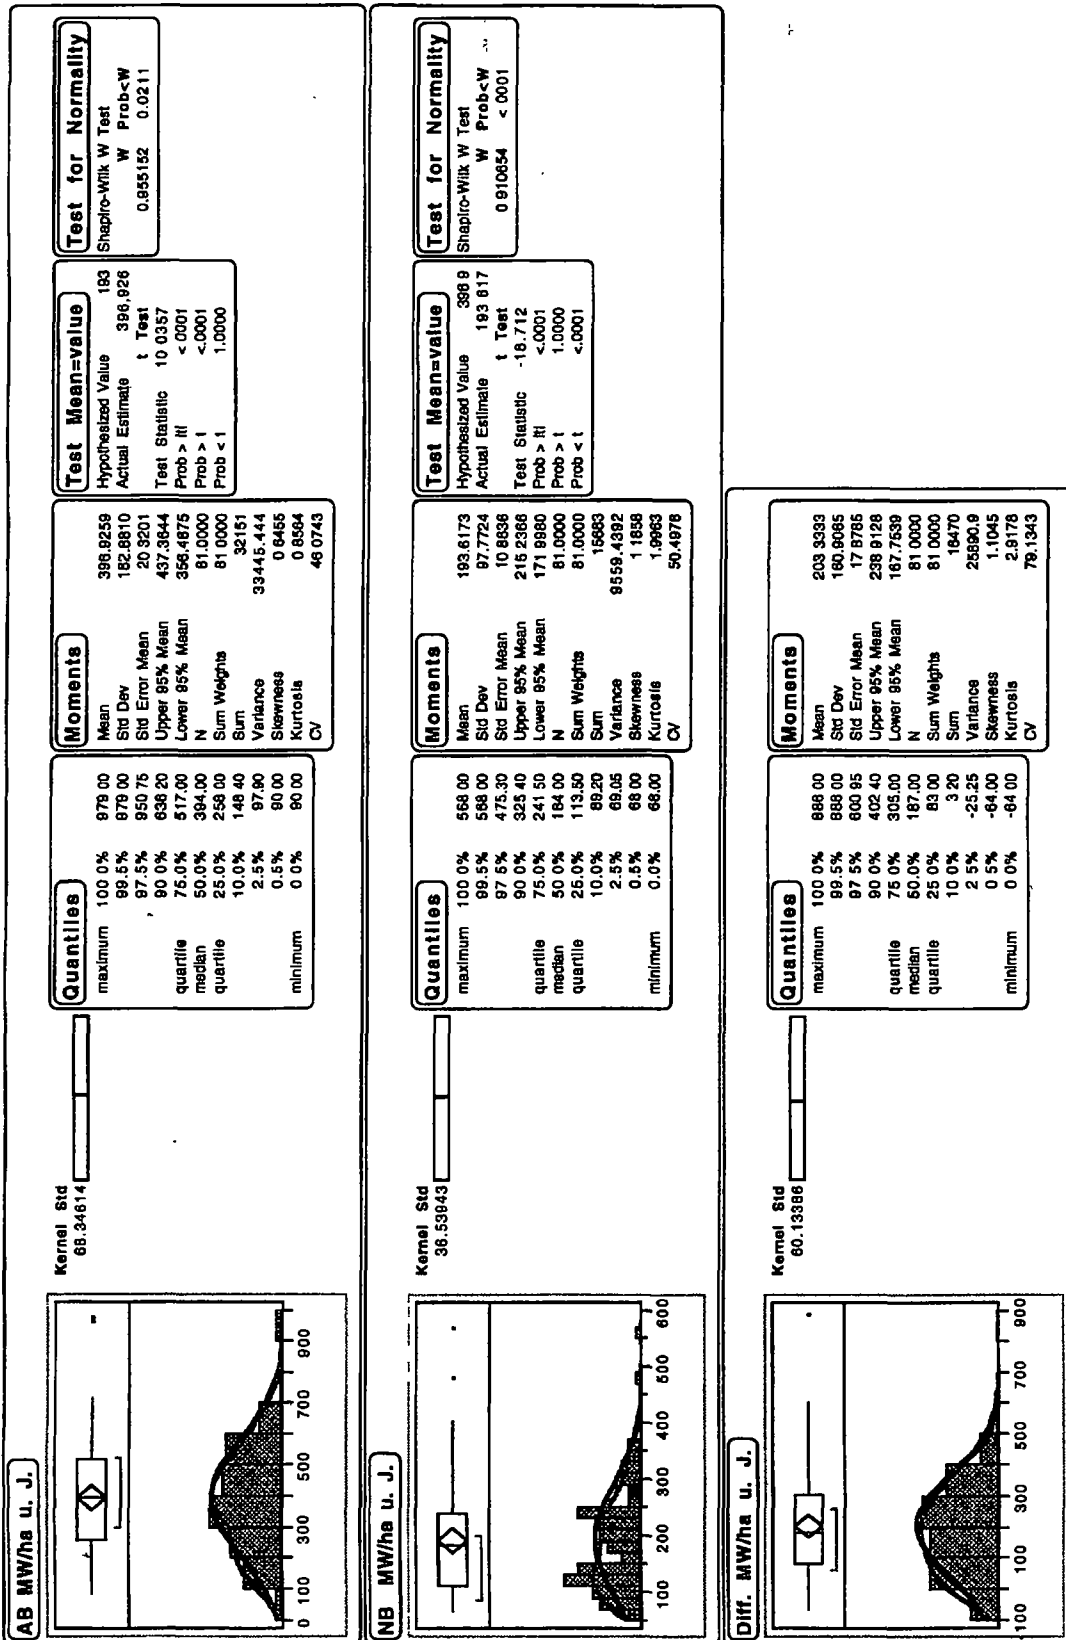 AB MW/ha u. J.
0 100 300 500 700 900
Kernel Std
68.34614
Quantiles
maximum 100 0% 979 00
99.5% 979 00
97.5% 950 75
90 0% 636 20
quartile 75.0% 517.00
median 50.0% 394.00
quartile 25.0% 258 00
10.0% 148 40
2.5% 97.90
0.5% 90 00
minimum 0 0% 90 00
Moments
Mean 396.9259
Std Dev 182.8810
Std Error Mean 20 3201
Upper 95% Mean 437.3644
Lower 95% Mean 356.4875
N 81.0000
Sum Weights 81 0000
Sum 32151
Variance 33445.444
Skewness 0 6455
Kurtosis 0 8564
CV 46 0743
Test Mean=value
Hypothesized Value 193
Actual Estimate 396,926
t Test
Test Statistic 10 0357
Prob > |t| <.0001
Prob > t <.0001
Prob < t 1.0000
Test for Normality
Shapiro-Wilk W Test
W Prob<W
0.955152 0.0211
NB MW/ha u. J.
100 200 300 400 500 600
Kernel Std
36.53943
Quantiles
maximum 100 0% 568 00
99.5% 568 00
97 5% 475.30
90 0% 325 40
quartile 75.0% 241 50
median 50 0% 164 00
quartile 25.0% 113.50
10.0% 89.20
2.5% 69.05
0.5% 68 00
minimum 0.0% 68.00
Moments
Mean 193.6173
Std Dev 97.7724
Std Error Mean 10 8636
Upper 95% Mean 215 2366
Lower 95% Mean 171 9980
N 81.0000
Sum Weights 81.0000
Sum 15683
Variance 9559.4392
Skewness 1 1858
Kurtosis 1.9963
CV 50.4978
Test Mean=value
Hypothesized Value 396 9
Actual Estimate 193 617
t Test
Test Statistic -18.712
Prob > |t| <.0001
Prob > t 1.0000
Prob < t <.0001
Test for Normality
Shapiro-Wilk W Test
W Prob<W
0 910654 <.0001
Diff. MW/ha u. J.
100 100 300 500 700 900
Kernel Std
60.13386
Quantiles
maximum 100 0% 888 00
99.5% 888 00
97 5% 600 95
90 0% 402 40
quartile 75 0% 305.00
median 50.0% 187.00
quartile 25 0% 83 00
10 0% 3 20
2 5% -25.25
0 5% -64.00
minimum 0 0% -64 00
Moments
Mean 203 3333
Std Dev 160.9065
Std Error Mean 17 8785
Upper 95% Mean 238 9128
Lower 95% Mean 167.7539
N 81 0000
Sum Weights 81 0000
Sum 16470
Variance 25890.9
Skewness 1.1045
Kurtosis 2.9178
CV 79.1343